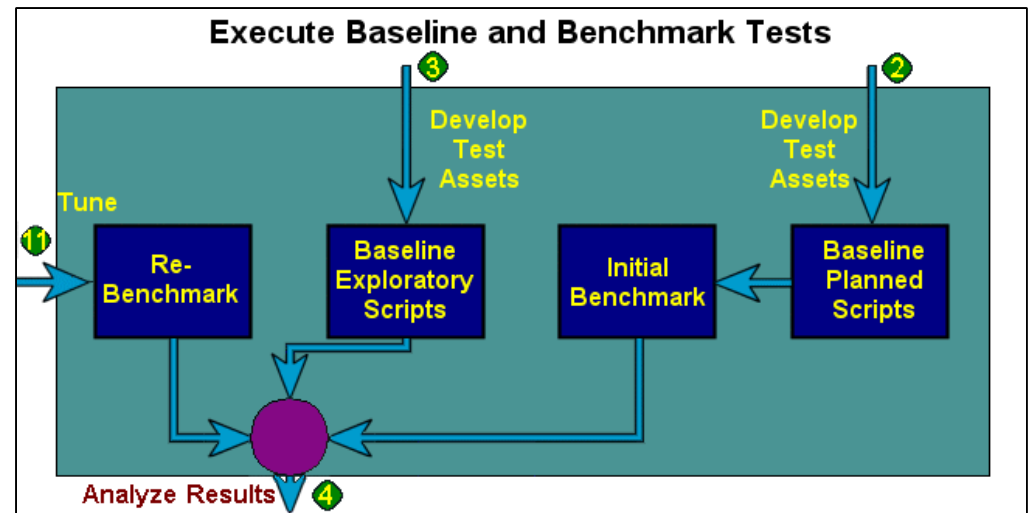 Execute Baseline and Benchmark Tests
3
2
Develop
Test
Assets
Develop
Test
Assets
Tune
11
Re-
Benchmark
Baseline
Exploratory
Scripts
Initial
Benchmark
Baseline
Planned
Scripts
Analyze Results
4